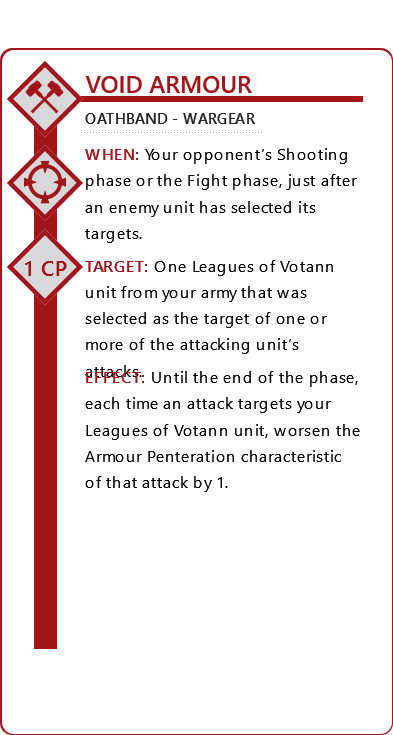 VOID ARMOUR
OATHBAND - WARGEAR
WHEN: Your opponent's Shooting
phase or the Fight phase, just after
an enemy unit has selected its
targets.
1 CP
TARGET: One Leagues of Votann
unit from your army that was
selected as the target of one or
more of the attacking unit's
attacks.
EFFECT: Until the end of the phase,
each time an attack targets your
Leagues of Votann unit, worsen the
Armour Penteration characteristic
of that attack by 1.